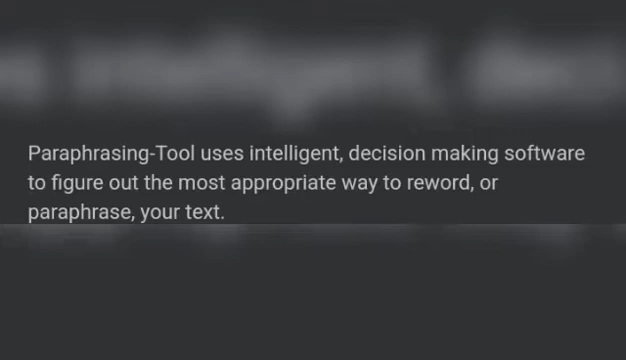 Paraphrasing-Tool uses intelligent, decision making software
to figure out the most appropriate way to reword, or
paraphrase, your text.